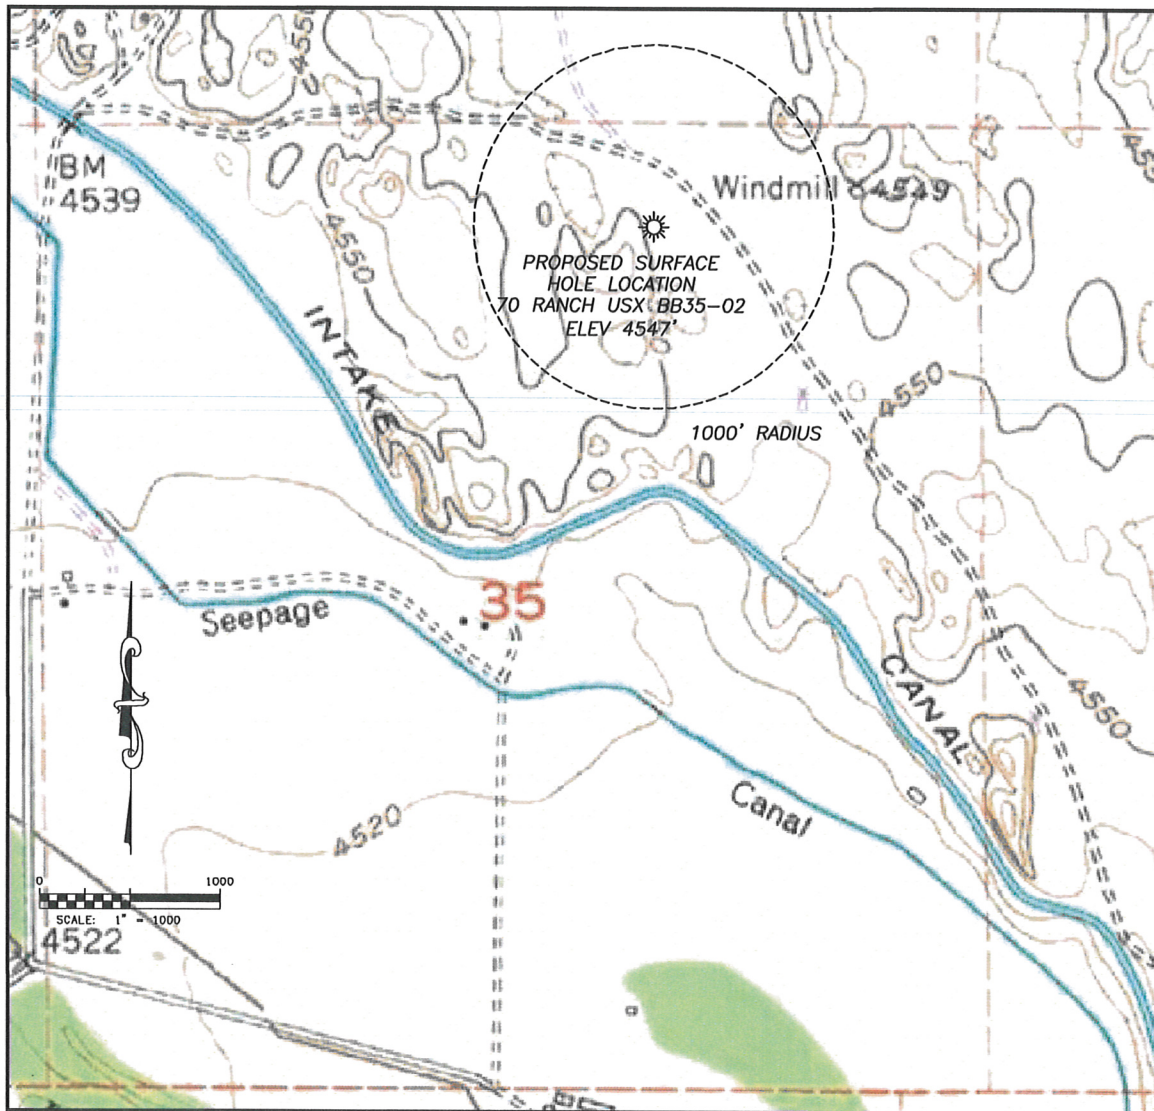 4550
BM
4539
Windmill 4549
4550
PROPOSED SURFACE
HOLE LOCATION
70 RANCH USX BB35-02
ELEV 4547'
INTAKE
4550
1000' RADIUS
35
Seepage
CANAL
4550
Canal
4520
0 1000
SCALE: 1" = 1000
4522